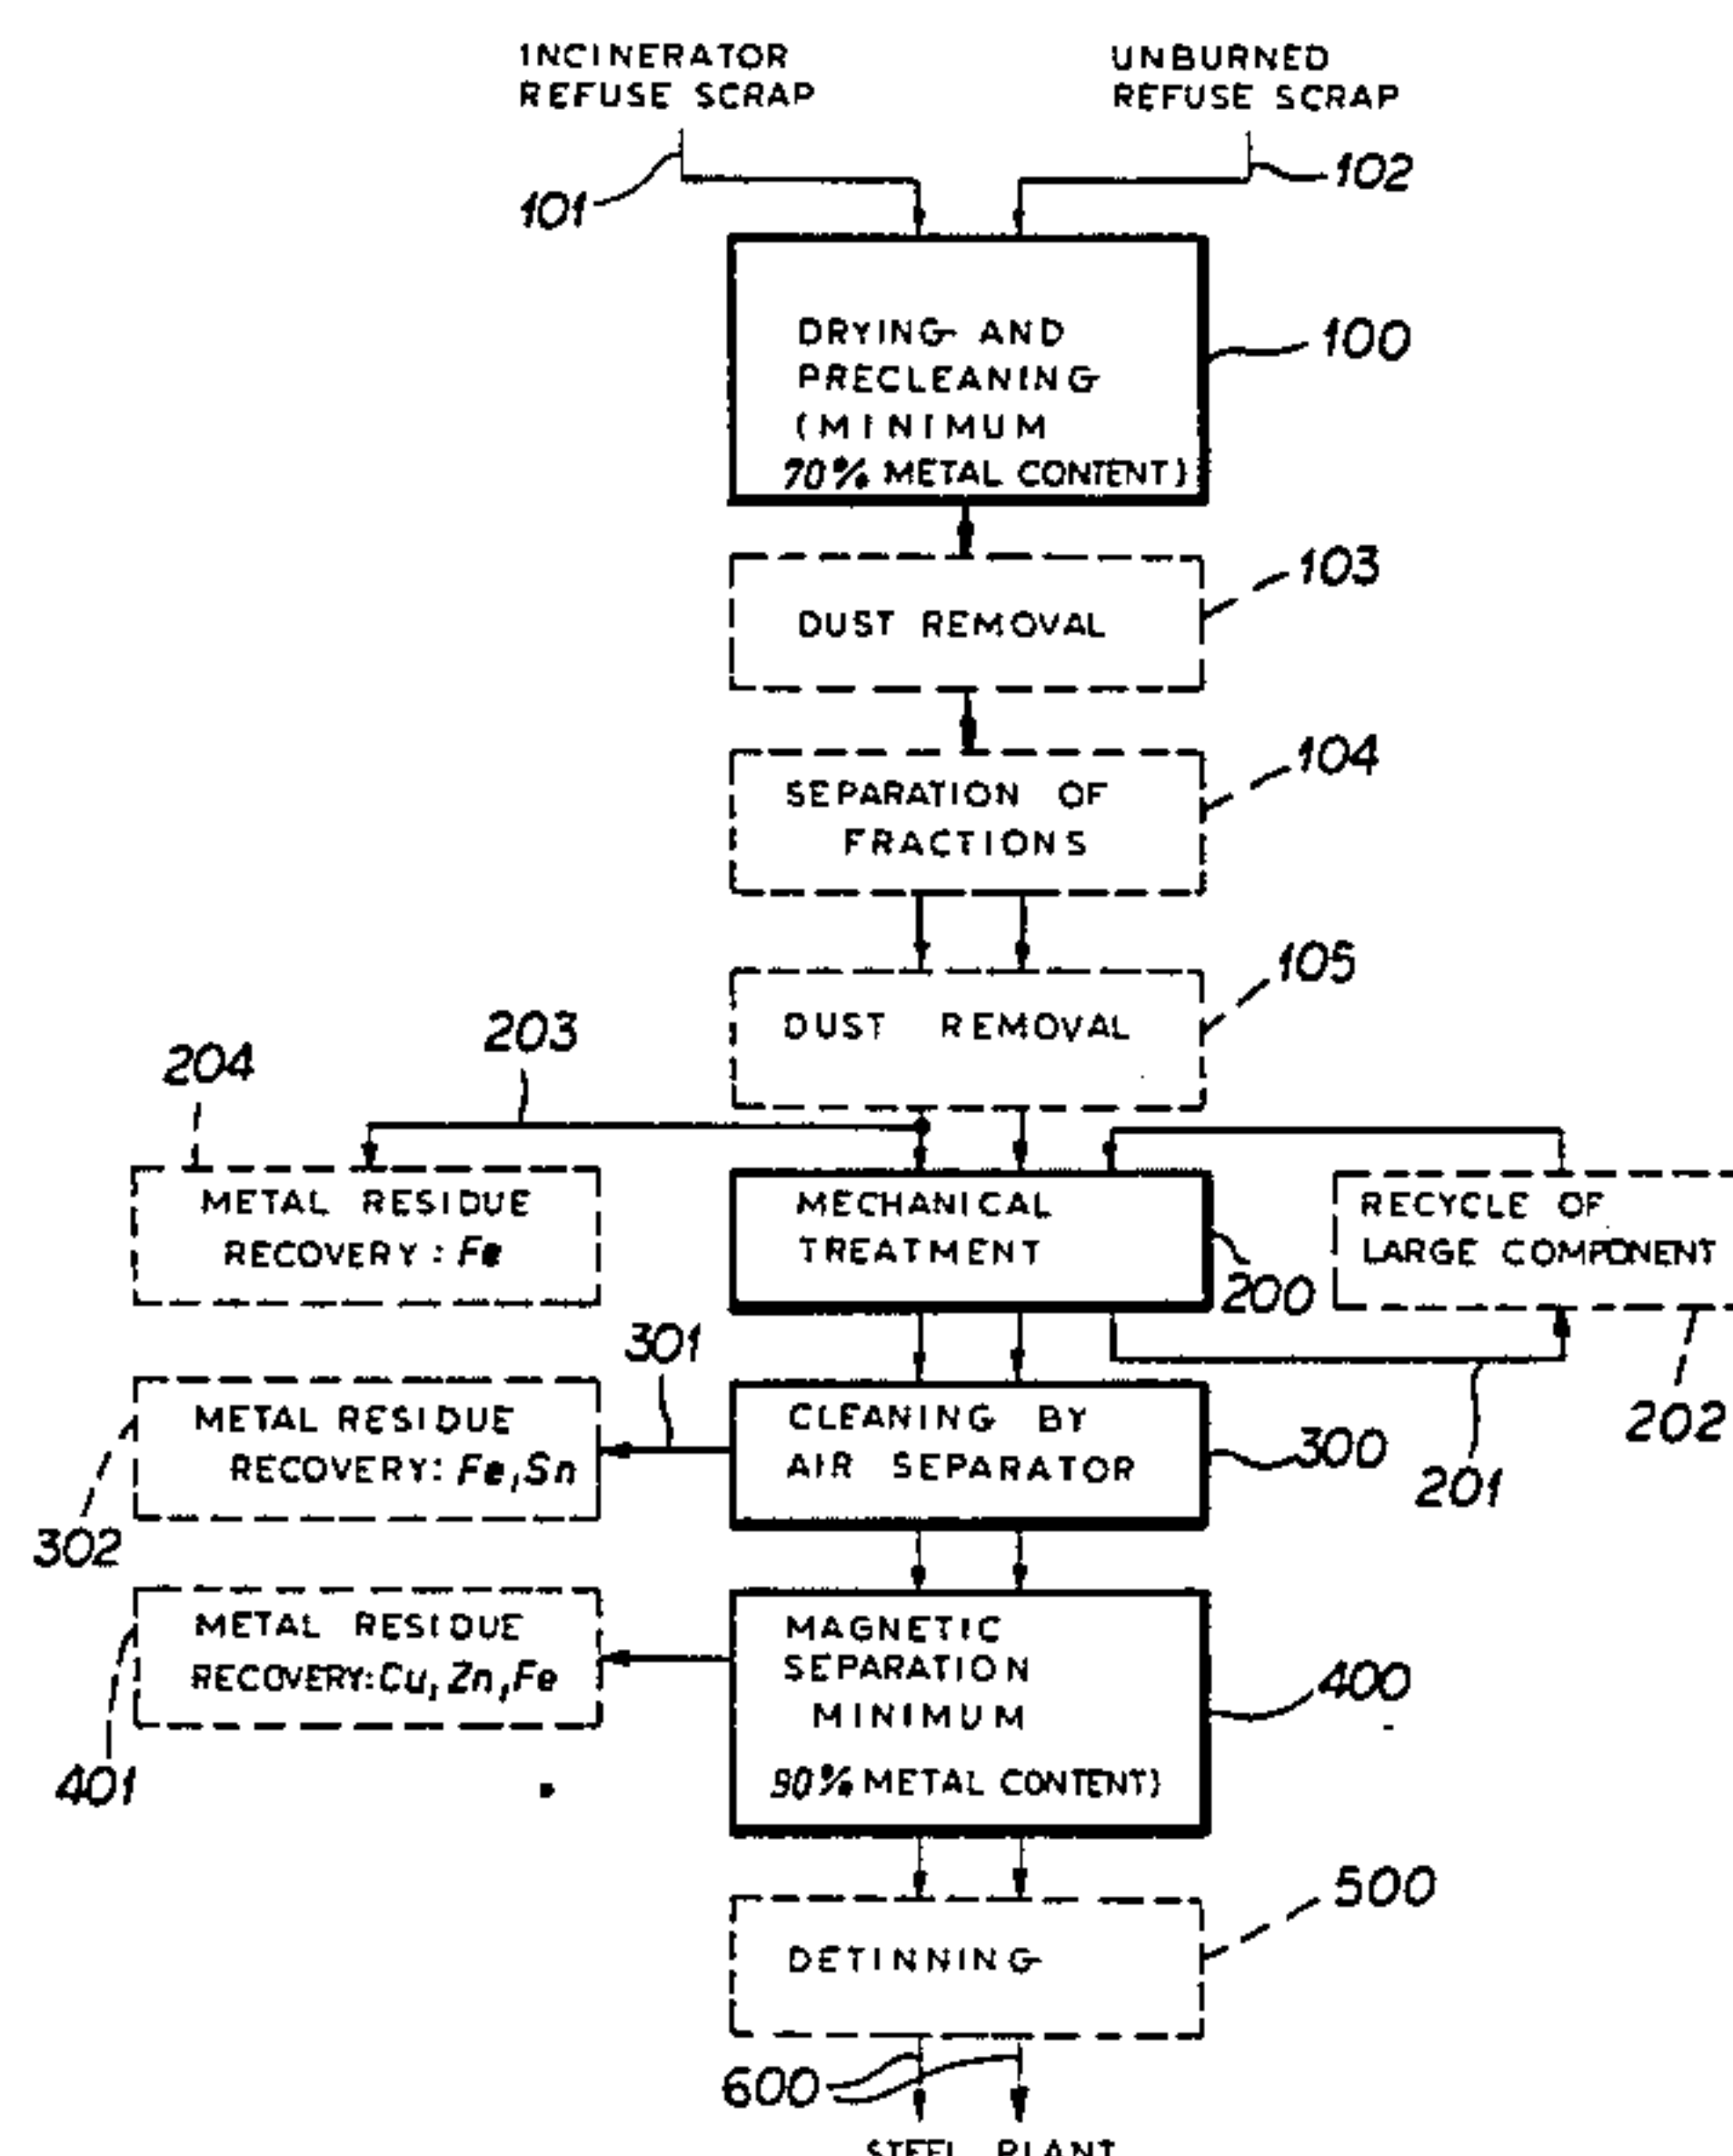 INCINERATOR
REFUSE SCRAP
UNBURNED
REFUSE SCRAP
101
102
DRYING AND
PRECLEANING
(MINIMUM
70% METAL CONTENT)
100
DUST REMOVAL
103
SEPARATION OF
FRACTIONS
104
DUST REMOVAL
105
203
204
METAL RESIDUE
RECOVERY: Fe
MECHANICAL
TREATMENT
200
RECYCLE OF
LARGE COMPONENT
202
201
301
METAL RESIDUE
RECOVERY: Fe, Sn
302
CLEANING BY
AIR SEPARATOR
300
METAL RESIDUE
RECOVERY: Cu, Zn, Fe
401
MAGNETIC
SEPARATION
MINIMUM
90% METAL CONTENT)
400
DETINNING
500
600
STEEL PLANT